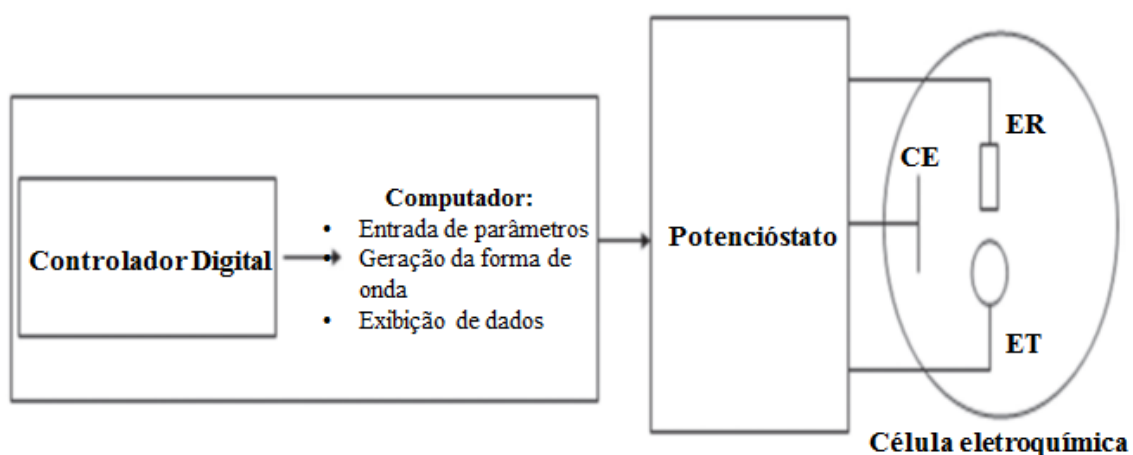 Controlador Digital
Computador:
• Entrada de parâmetros
• Geração da forma de
onda
• Exibição de dados
Potencióstato
CE
ER
ET
Célula eletroquímica